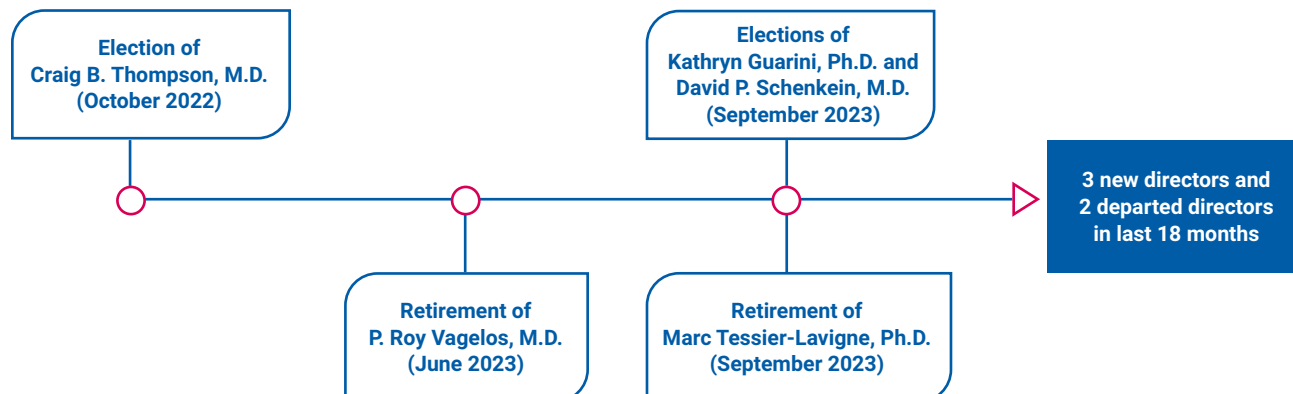 Election of
Craig B. Thompson, M.D.
(October 2022)
Elections of
Kathryn Guarini, Ph.D. and
David P. Schenkein, M.D.
(September 2023)
3 new directors and
2 departed directors
in last 18 months
Retirement of
P. Roy Vagelos, M.D.
(June 2023)
Retirement of
Marc Tessier-Lavigne, Ph.D.
(September 2023)